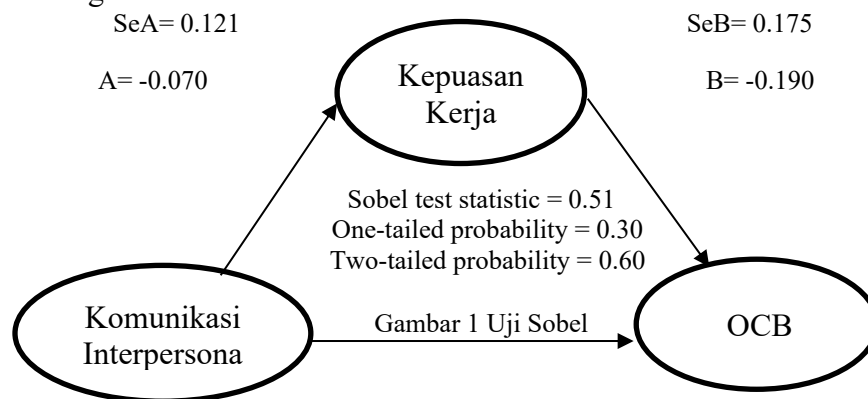 SeA= 0.121
SeB= 0.175
A= -0.070
B= -0.190
Kepuasan
Kerja
Sobel test statistic = 0.51
One-tailed probability = 0.30
Two-tailed probability = 0.60
Komunikasi
Interpersona
Gambar 1 Uji Sobel
OCB